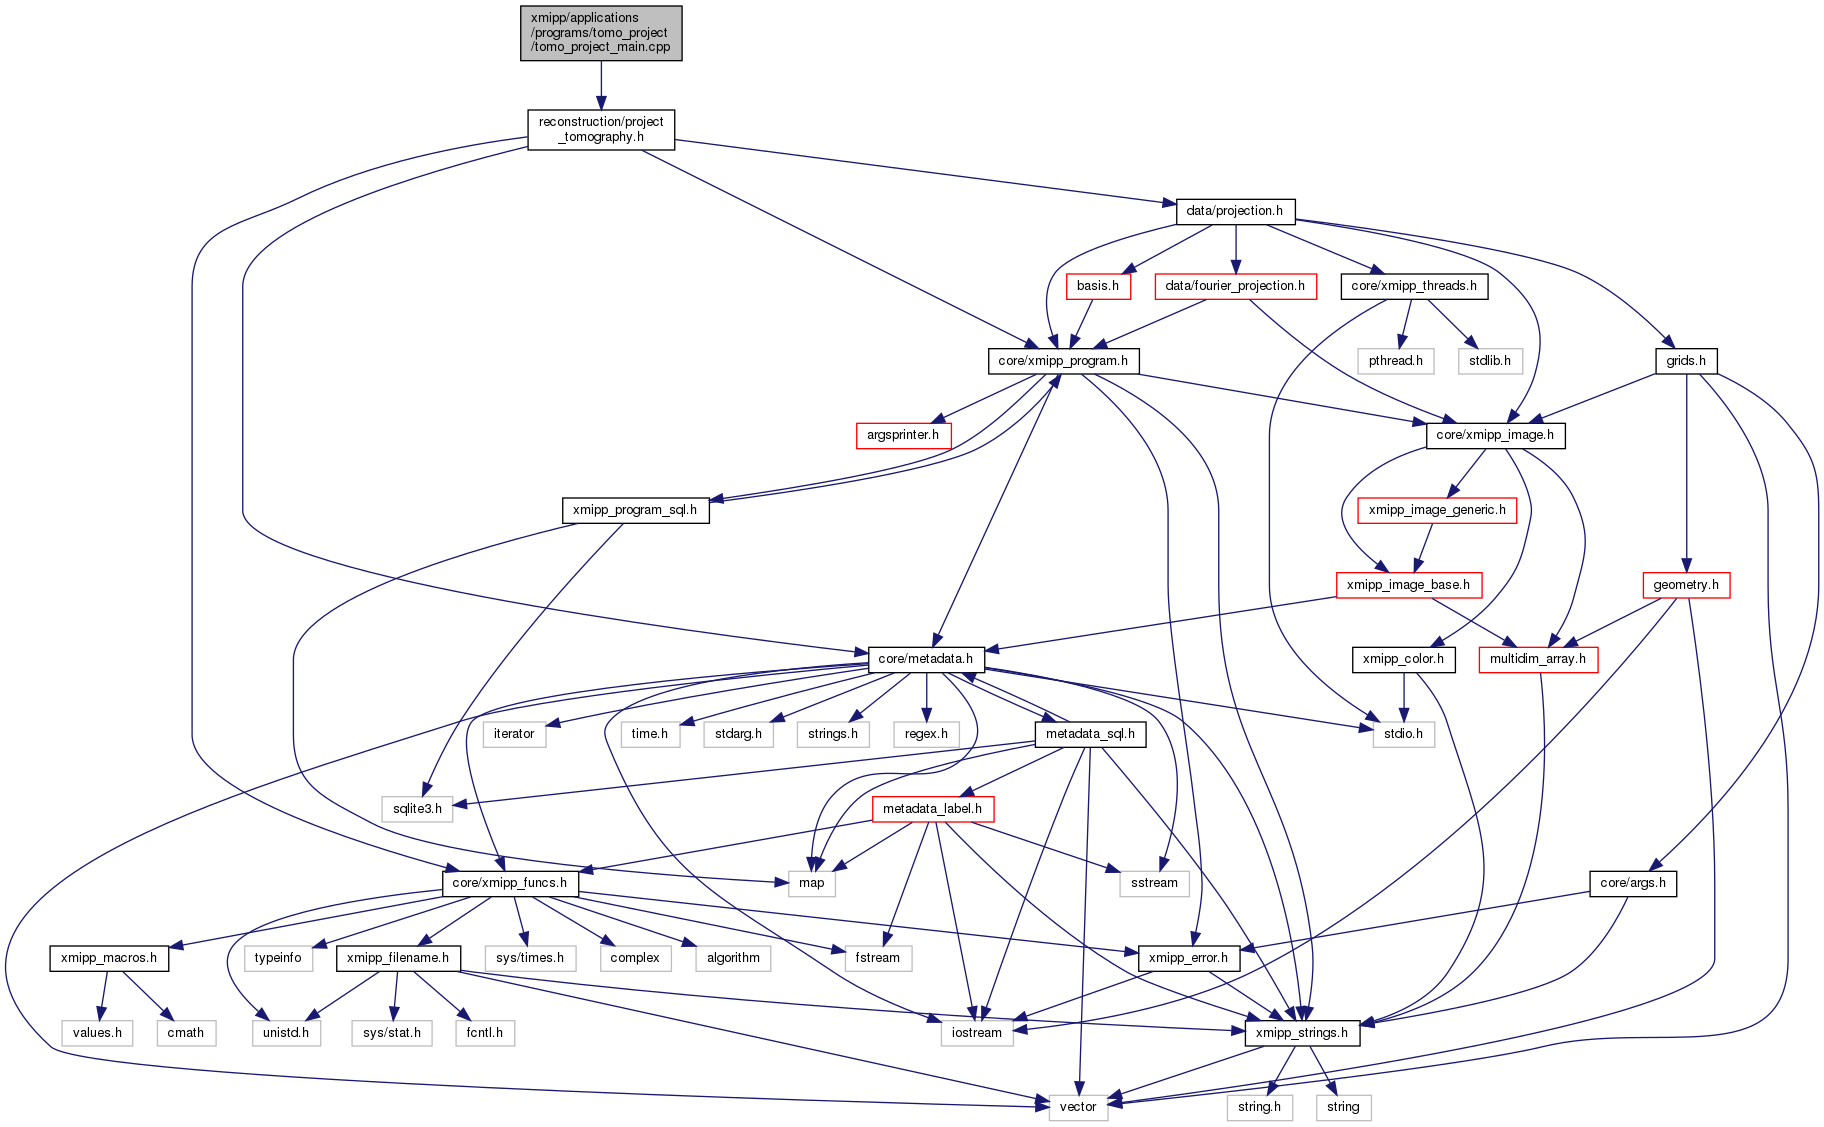 xmipp/applications
/programs/tomo_project
/tomo_project_main.cpp
reconstruction/project
_tomography.h
data/projection.h
basis.h
data/fourier_projection.h
core/xmipp_threads.h
core/xmipp_program.h
pthread.h
stdlib.h
grids.h
argsprinter.h
core/xmipp_image.h
xmipp_program_sql.h
xmipp_image_generic.h
xmipp_image_base.h
geometry.h
core/metadata.h
xmipp_color.h
multidim_array.h
iterator
time.h
stdarg.h
strings.h
regex.h
metadata_sql.h
stdio.h
sqlite3.h
metadata_label.h
core/xmipp_funcs.h
map
sstream
core/args.h
xmipp_macros.h
typeinfo
xmipp_filename.h
sys/times.h
complex
algorithm
fstream
xmipp_error.h
values.h
cmath
unistd.h
sys/stat.h
fcntl.h
iostream
xmipp_strings.h
vector
string.h
string